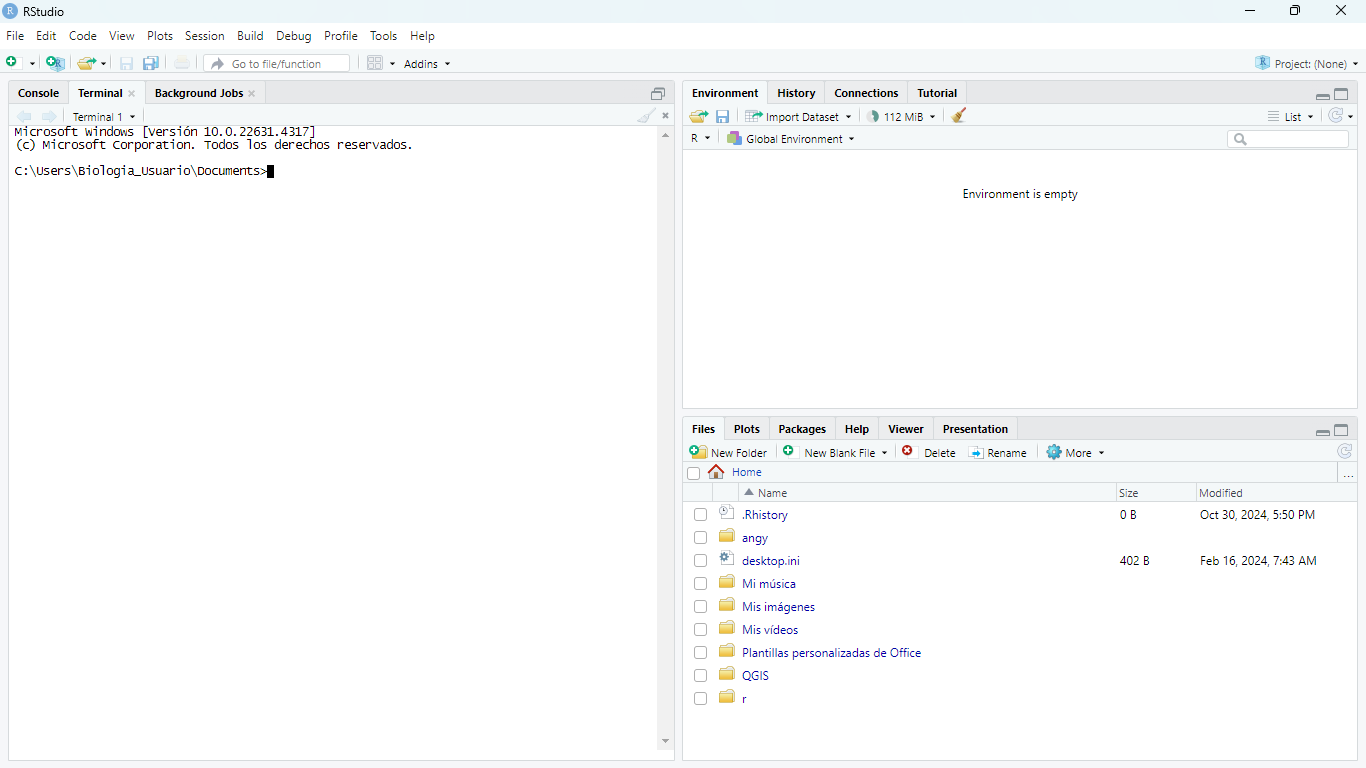 RStudio
File Edit Code View Plots Session Build Debug Profile Tools Help
Go to file/function Addins Project: (None)
Console Terminal Background Jobs
Terminal 1
Microsoft Windows [Versión 10.0.22631.4317]
(c) Microsoft Corporation. Todos los derechos reservados.
C:\Users\Biologia_Usuario\Documents>
Environment History Connections Tutorial
Import Dataset 112 MiB List
R Global Environment
Environment is empty
Files Plots Packages Help Viewer Presentation
New Folder New Blank File Delete Rename More
Home ...
Name Size Modified
.Rhistory 0 B Oct 30, 2024, 5:50 PM
angy
desktop.ini 402 B Feb 16, 2024, 7:43 AM
Mi música
Mis imágenes
Mis vídeos
Plantillas personalizadas de Office
QGIS
r